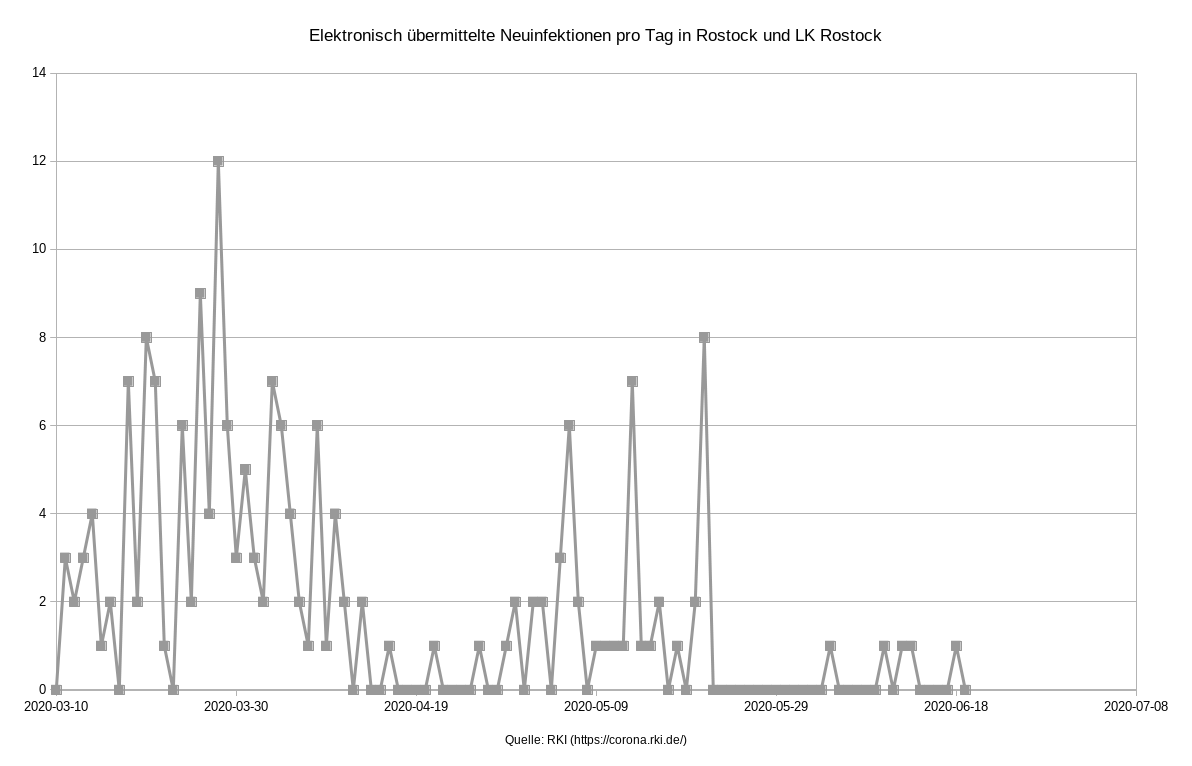 Elektronisch übermittelte Neuinfektionen pro Tag in Rostock und LK Rostock
14
12
10
8
6
4
2
0
2020-03-10 2020-03-30 2020-04-19 2020-05-09 2020-05-29 2020-06-18 2020-07-08
Quelle: RKI (https://corona.rki.de/)